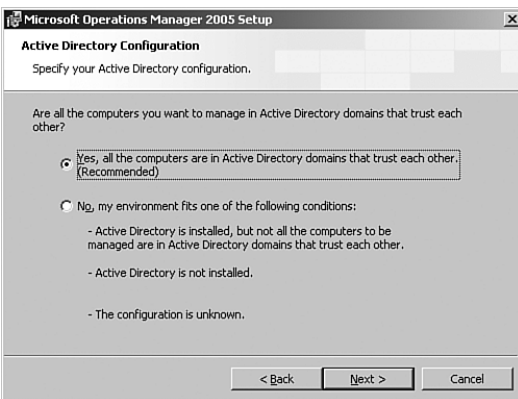 Microsoft Operations Manager 2005 Setup
Active Directory Configuration
Specify your Active Directory configuration.
Are all the computers you want to manage in Active Directory domains that trust each
other?
Yes, all the computers are in Active Directory domains that trust each other.
(Recommended)
No, my environment fits one of the following conditions:
- Active Directory is installed, but not all the computers to be
managed are in Active Directory domains that trust each other.
- Active Directory is not installed.
- The configuration is unknown.
< Back Next > Cancel